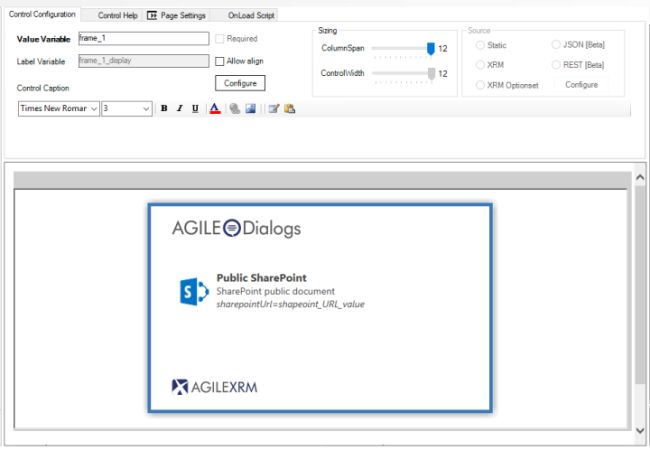 Control Configuration Control Help Page Settings OnLoad Script
Value Variable frame_1 Required
Label Variable frame_1_display Allow align
Control Caption Configure
Sizing
ColumnSpan 12
ControlWidth 12
Source
Static JSON [Beta]
XRM REST [Beta]
XRM Optionset Configure
Times New Romar 3 B I U A
AGILE Dialogs
Public SharePoint
SharePoint public document
sharepointUrl=shapeoint_URL_value
AGILEXRM